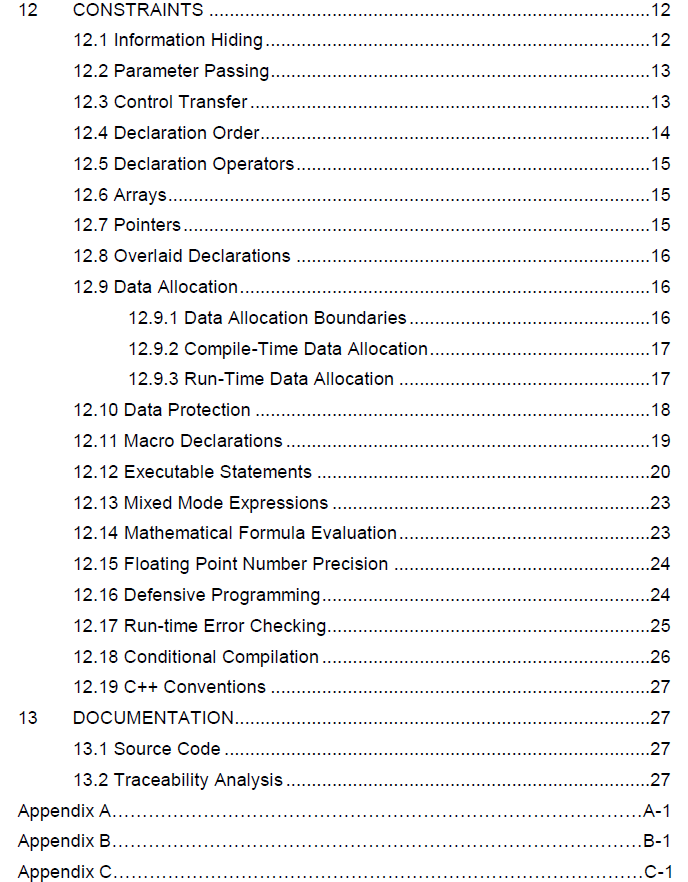 12 CONSTRAINTS ........................................................................................12
12.1 Information Hiding.............................................................................12
12.2 Parameter Passing............................................................................13
12.3 Control Transfer ................................................................................13
12.4 Declaration Order..............................................................................14
12.5 Declaration Operators.......................................................................15
12.6 Arrays................................................................................................15
12.7 Pointers.............................................................................................15
12.8 Overlaid Declarations .......................................................................16
12.9 Data Allocation..................................................................................16
12.9.1 Data Allocation Boundaries................................................16
12.9.2 Compile-Time Data Allocation............................................17
12.9.3 Run-Time Data Allocation ..................................................17
12.10 Data Protection ...............................................................................18
12.11 Macro Declarations .........................................................................19
12.12 Executable Statements ...................................................................20
12.13 Mixed Mode Expressions ................................................................23
12.14 Mathematical Formula Evaluation...................................................23
12.15 Floating Point Number Precision ....................................................24
12.16 Defensive Programming..................................................................24
12.17 Run-time Error Checking.................................................................25
12.18 Conditional Compilation ..................................................................26
12.19 C++ Conventions ............................................................................27
13 DOCUMENTATION...................................................................................27
13.1 Source Code .....................................................................................27
13.2 Traceability Analysis .........................................................................27
Appendix A……………………………………………………………………………A-1
Appendix B……………………………………………………………………………B-1
Appendix C……………………………………………………………………………C-1